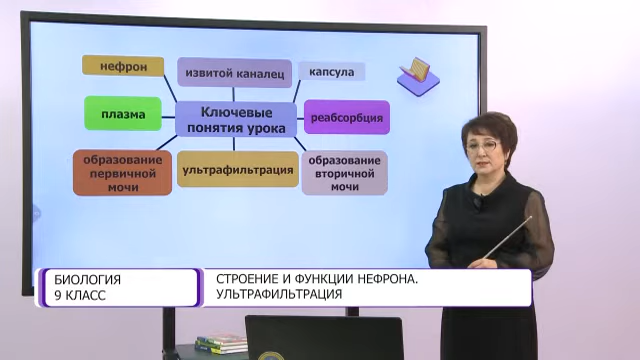 нефрон
извитой каналец
капсула
плазма
Ключевые
понятия урока
реабсорбция
образование
первичной
мочи
ультрафильтрация
образование
вторичной
мочи
БИОЛОГИЯ
9 КЛАСС
СТРОЕНИЕ И ФУНКЦИИ НЕФРОНА.
УЛЬТРАФИЛЬТРАЦИЯ